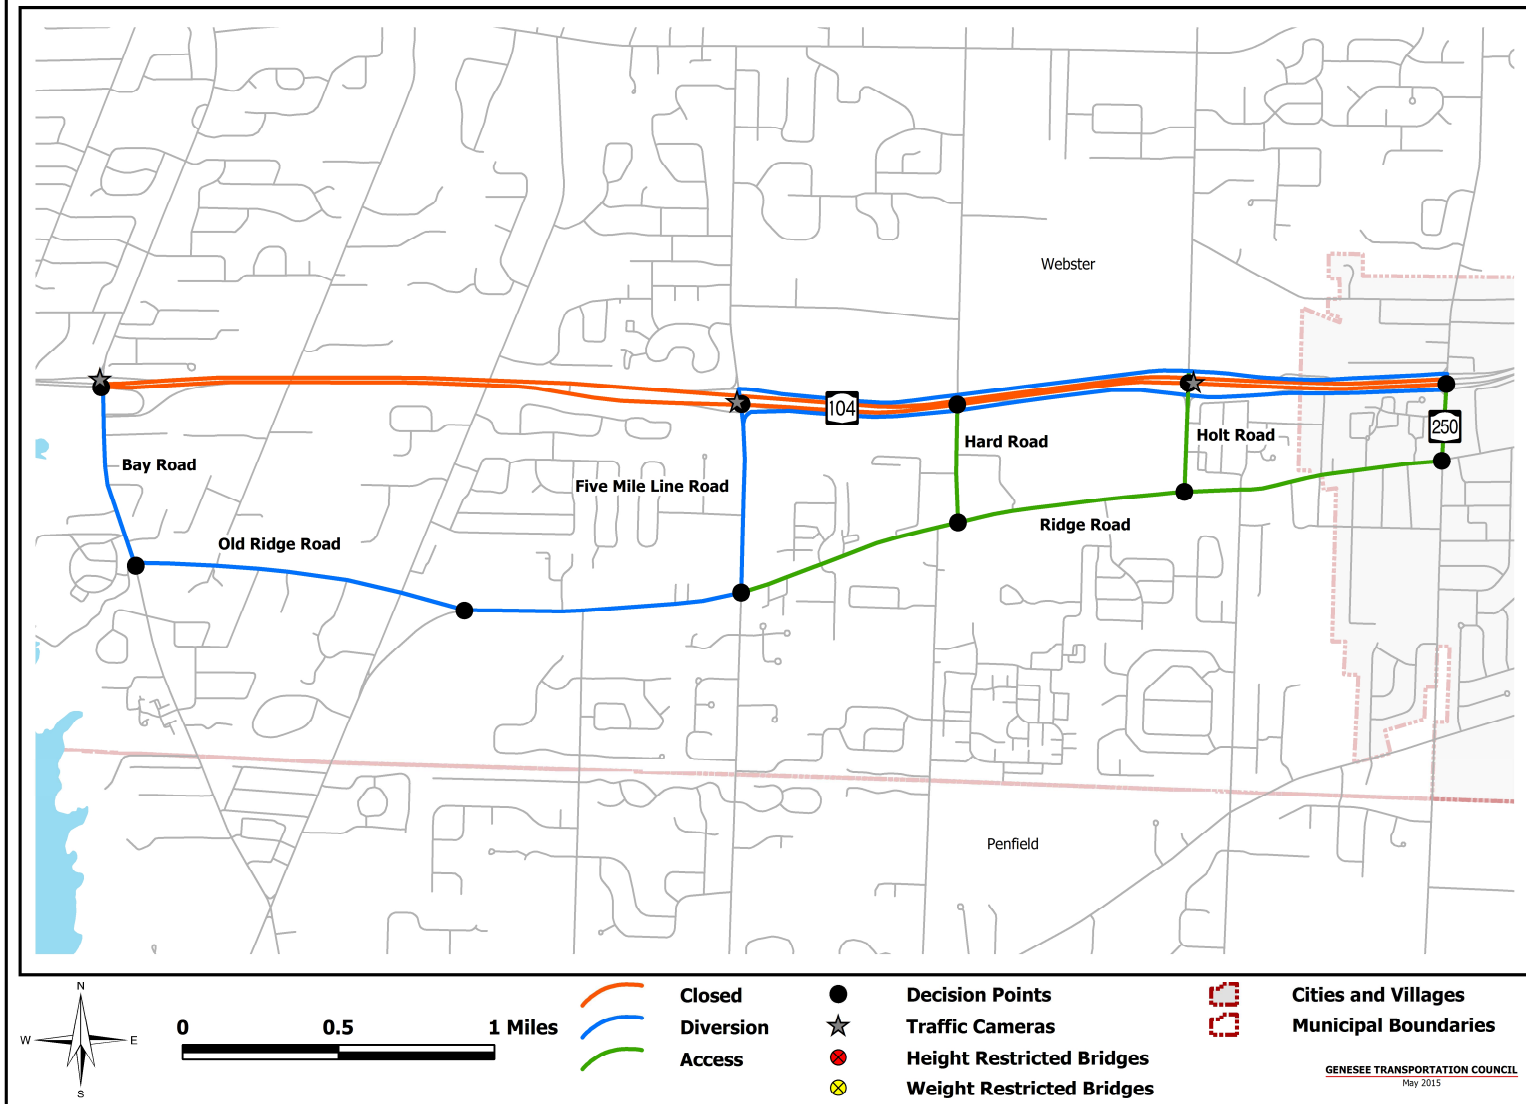 Webster
104
Hard Road
Holt Road
250
Bay Road
Five Mile Line Road
Ridge Road
Old Ridge Road
Penfield
N
W E
S
0 0.5 1 Miles
Closed
Diversion
Access
Decision Points
Traffic Cameras
Height Restricted Bridges
Weight Restricted Bridges
Cities and Villages
Municipal Boundaries
GENESEE TRANSPORTATION COUNCIL
May 2015